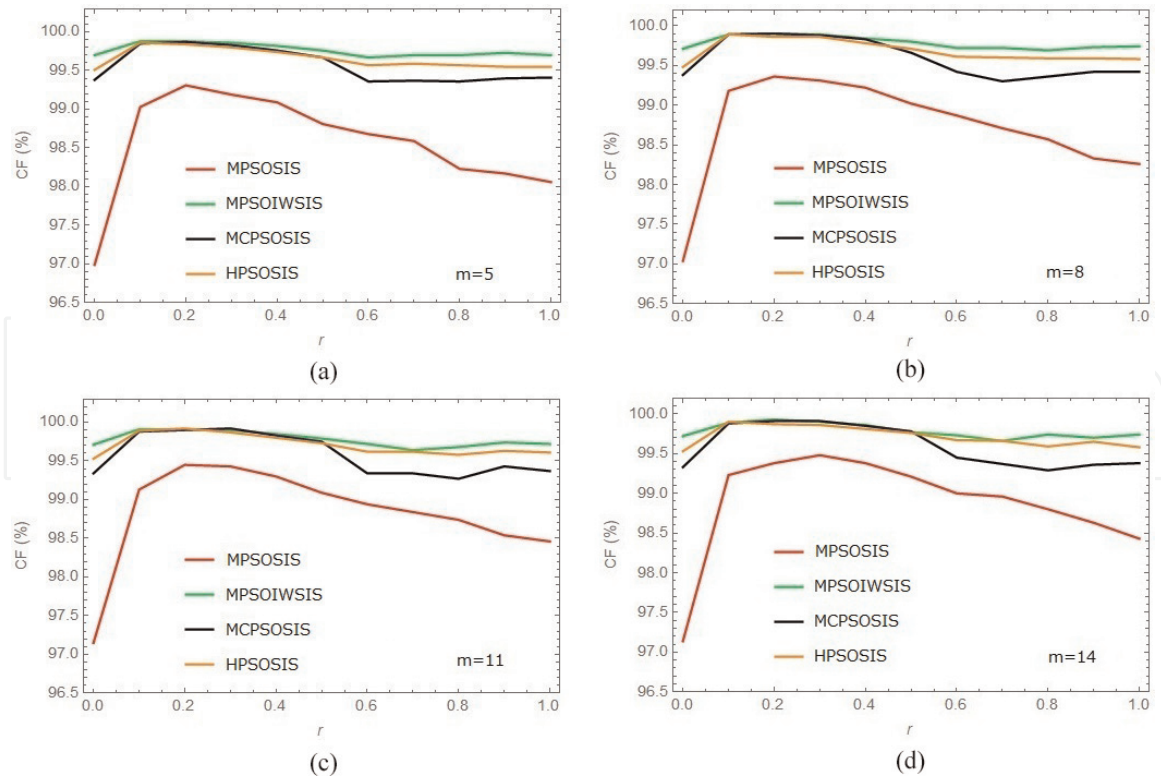 100.0
99.5
99.0
98.5
98.0
97.5
97.0
96.5
CF (%)
MPSOSIS
MPSOIWSIS
MCPSOSIS
HPSOSIS
m=5
0.0 0.2 0.4 0.6 0.8 1.0
r
(a)
100.0
99.5
99.0
98.5
98.0
97.5
97.0
96.5
CF (%)
MPSOSIS
MPSOIWSIS
MCPSOSIS
HPSOSIS
m=8
0.0 0.2 0.4 0.6 0.8 1.0
r
(b)
100.0
99.5
99.0
98.5
98.0
97.5
97.0
96.5
CF (%)
MPSOSIS
MPSOIWSIS
MCPSOSIS
HPSOSIS
m=11
0.0 0.2 0.4 0.6 0.8 1.0
r
(c)
100.0
99.5
99.0
98.5
98.0
97.5
97.0
96.5
CF (%)
MPSOSIS
MPSOIWSIS
MCPSOSIS
HPSOSIS
m=14
0.0 0.2 0.4 0.6 0.8 1.0
r
(d)